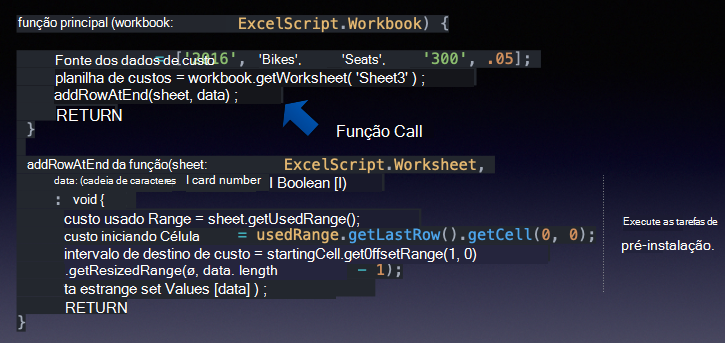 função principal (workbook: ExcelScript.Workbook) {
Fonte dos dados de custo = ['2016', 'Bikes'. 'Seats'. '300', .05];
planilha de custos = workbook.getWorksheet( 'Sheet3' ) ;
addRowAtEnd(sheet, data) ;
RETURN
}
Função Call
addRowAtEnd da função(sheet: ExcelScript.Worksheet,
data: (cadeia de caracteres I card number I Boolean [I)
: void {
custo usado Range = sheet.getUsedRange();
custo iniciando Célula = usedRange.getLastRow().getCell(0, 0);
intervalo de destino de custo = startingCell.get0ffsetRange(1, 0)
.getResizedRange(ø, data. length - 1);
ta estrange set Values [data] ) ;
RETURN
}
Execute as tarefas de
pré-instalação.